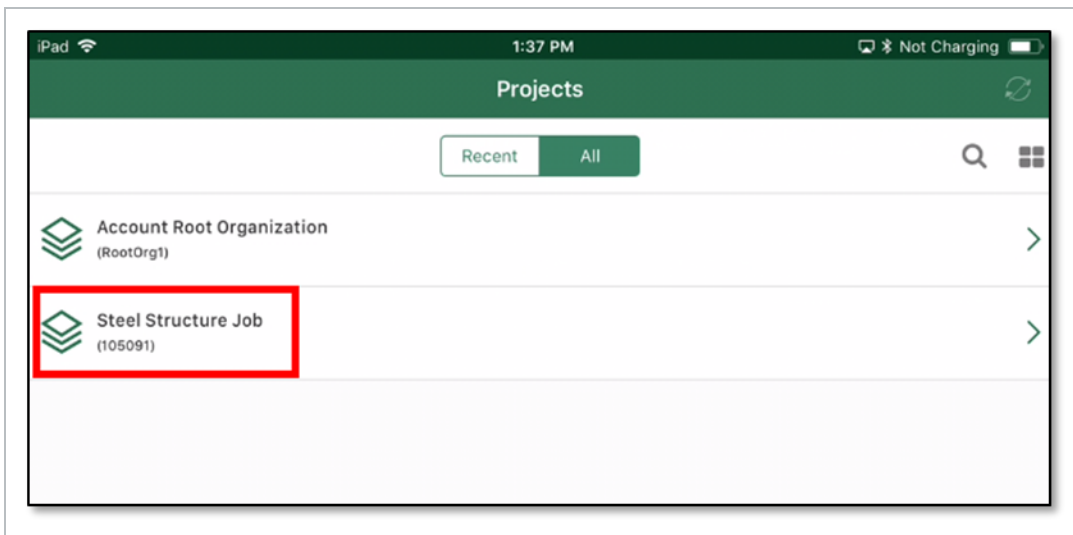 iPad 1:37 PM Not Charging
Projects
Recent All
Account Root Organization
(RootOrg1)
Steel Structure Job
(105091)